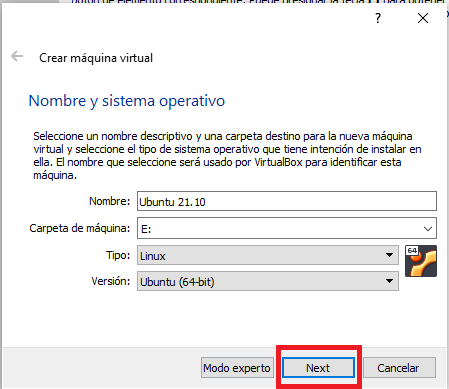 botón de elemento correspondiente. Puede presionar la tecla para obtener
?
Crear máquina virtual
Nombre y sistema operativo
Seleccione un nombre descriptivo y una carpeta destino para la nueva máquina
virtual y seleccione el tipo de sistema operativo que tiene intención de instalar en
ella. El nombre que seleccione será usado por VirtualBox para identificar esta
máquina.
Nombre: Ubuntu 21.10
Carpeta de máquina: E:
Tipo: Linux
64
Versión: Ubuntu (64-bit)
Modo experto Next Cancelar